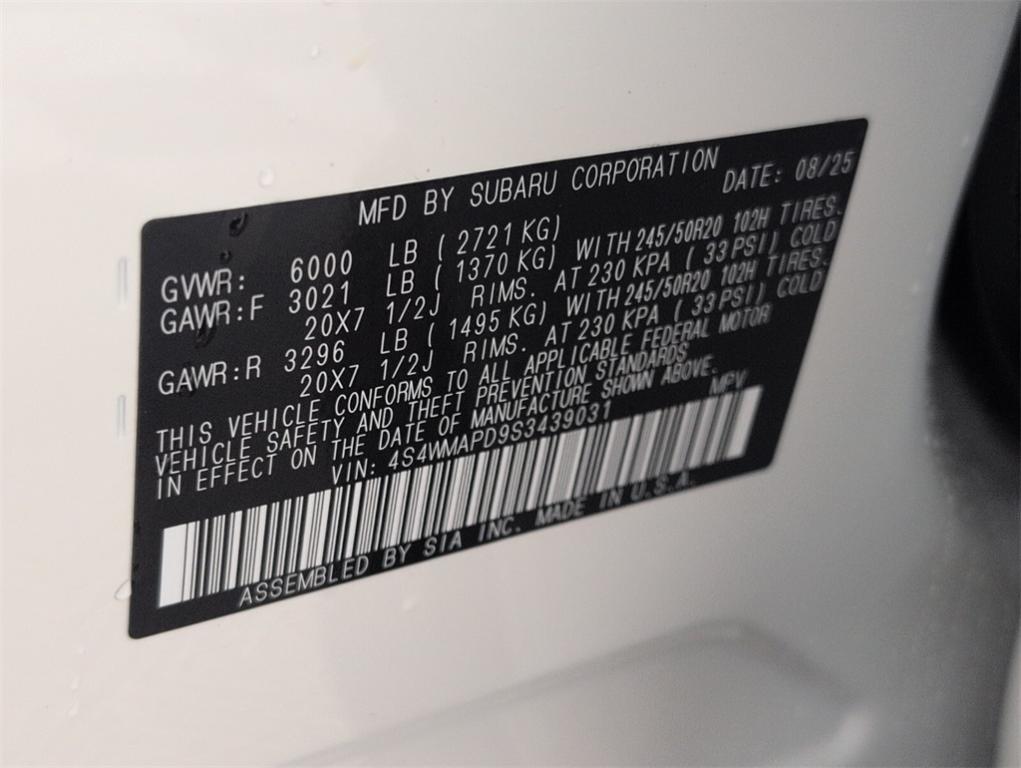 MFD BY SUBARU CORPORATION DATE: 08/25
GVWR: 6000 LB ( 2721 KG)
GAWR:F 3021 LB ( 1370 KG) WITH 245/50R20 102H TIRES.
20X7 1/2J RIMS. AT 230 KPA ( 33 PSI) COLD
GAWR:R 3296 LB ( 1495 KG) WITH 245/50R20 102H TIRES.
20X7 1/2J RIMS. AT 230 KPA ( 33 PSI) COLD
THIS VEHICLE CONFORMS TO ALL APPLICABLE FEDERAL MOTOR
VEHICLE SAFETY AND THEFT PREVENTION STANDARDS
IN EFFECT ON THE DATE OF MANUFACTURE SHOWN ABOVE.
VIN: 4S4WMAPD9S3439031 MPV
ASSEMBLED BY SIA INC. MADE IN U.S.A.